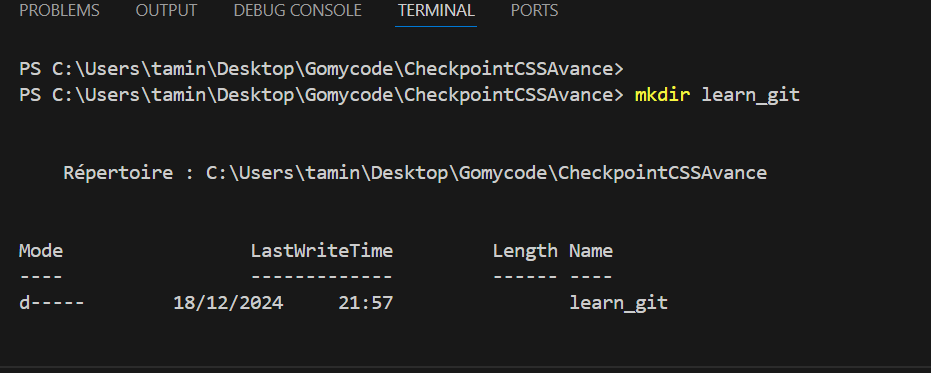 PROBLEMS OUTPUT DEBUG CONSOLE TERMINAL PORTS
PS C:\Users\tamin\Desktop\Gomycode\CheckpointCSSAvance>
PS C:\Users\tamin\Desktop\Gomycode\CheckpointCSSAvance> mkdir learn_git
Répertoire : C:\Users\tamin\Desktop\Gomycode\CheckpointCSSAvance
Mode LastWriteTime Length Name
---- ------------- ------ ----
d----- 18/12/2024 21:57 learn_git